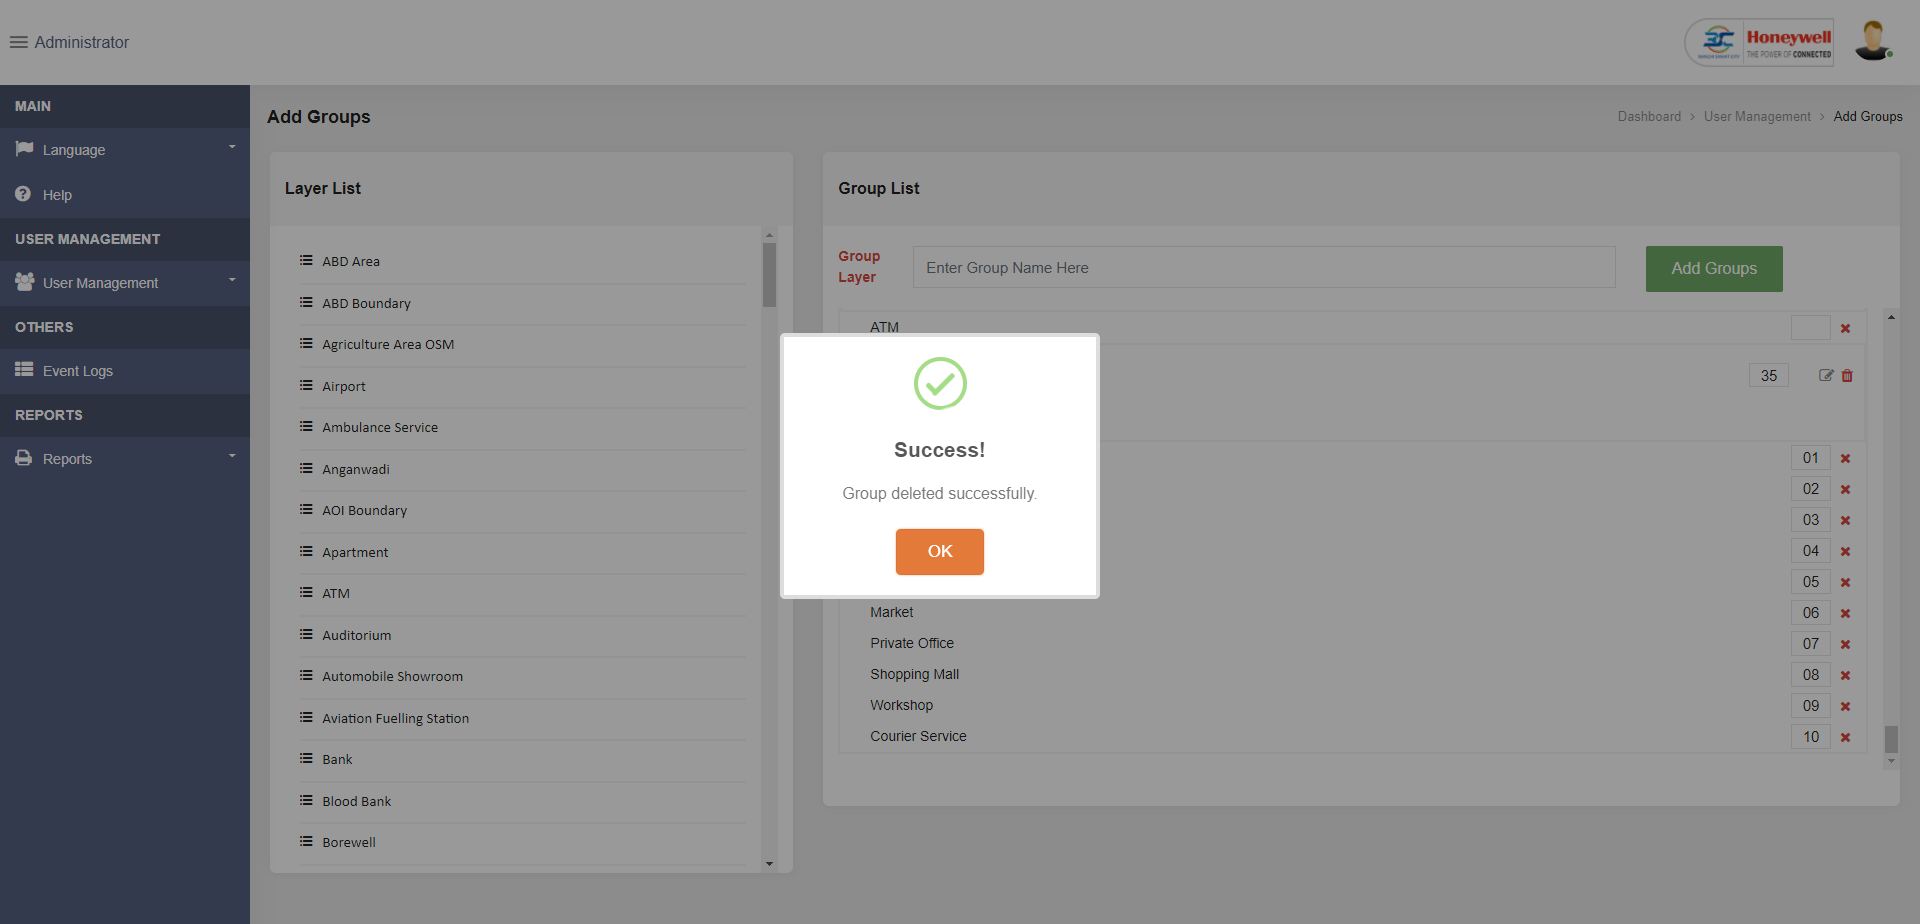 Administrator
Honeywell
THE POWER OF CONNECTED
MAIN
Language
Help
USER MANAGEMENT
User Management
OTHERS
Event Logs
REPORTS
Reports
Add Groups
Dashboard > User Management > Add Groups
Layer List
ABD Area
ABD Boundary
Agriculture Area OSM
Airport
Ambulance Service
Anganwadi
AOI Boundary
Apartment
ATM
Auditorium
Automobile Showroom
Aviation Fuelling Station
Bank
Blood Bank
Borewell
Group List
Group Layer
Enter Group Name Here
Add Groups
ATM
35
01
02
03
04
05
Market 06
Private Office 07
Shopping Mall 08
Workshop 09
Courier Service 10
Success!
Group deleted successfully.
OK